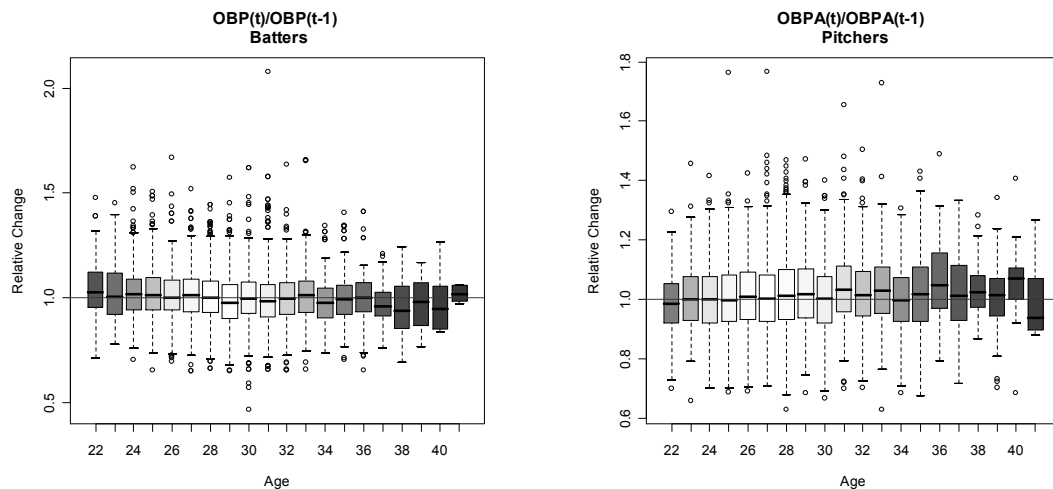 OBP(t)/OBP(t-1)
Batters
2.0
1.5
1.0
0.5
Relative Change
22 24 26 28 30 32 34 36 38 40
Age
OBPA(t)/OBPA(t-1)
Pitchers
1.8
1.6
1.4
1.2
1.0
0.8
0.6
Relative Change
22 24 26 28 30 32 34 36 38 40
Age